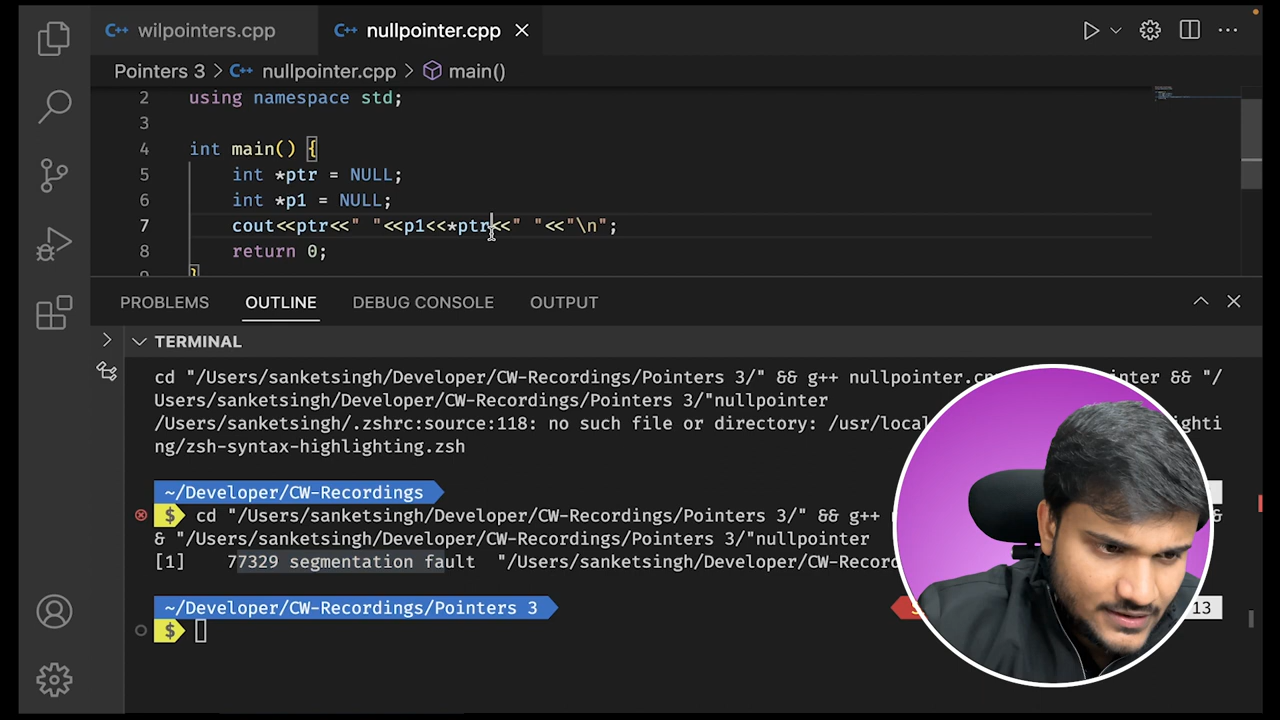 wilpointers.cpp
nullpointer.cpp
Pointers 3 > nullpointer.cpp > main()
2 using namespace std;
3
4 int main() {
5 int *ptr = NULL;
6 int *p1 = NULL;
7 cout<<ptr<<" "<<p1<<*ptr<<" "<<"\n";
8 return 0;
}
PROBLEMS OUTLINE DEBUG CONSOLE OUTPUT
TERMINAL
cd "/Users/sanketsingh/Developer/CW-Recordings/Pointers 3/" && g++ nullpointer.cp inter && "/
Users/sanketsingh/Developer/CW-Recordings/Pointers 3/"nullpointer
/Users/sanketsingh/.zshrc:source:118: no such file or directory: /usr/loca ighti
ng/zsh-syntax-highlighting.zsh
~/Developer/CW-Recordings
$ cd "/Users/sanketsingh/Developer/CW-Recordings/Pointers 3/" && g++ &
& "/Users/sanketsingh/Developer/CW-Recordings/Pointers 3/"nullpointer
[1] 77329 segmentation fault "/Users/sanketsingh/Developer/CW-Record
~/Developer/CW-Recordings/Pointers 3 13
$